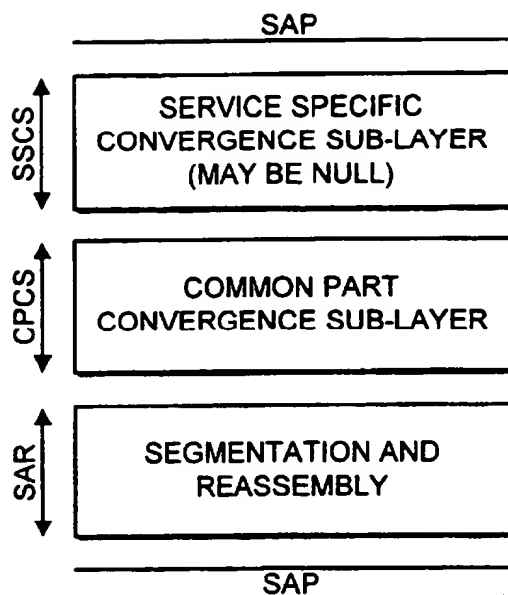 SAP
SSCS
SERVICE SPECIFIC
CONVERGENCE SUB-LAYER
(MAY BE NULL)
CPCS
COMMON PART
CONVERGENCE SUB-LAYER
SAR
SEGMENTATION AND
REASSEMBLY
SAP